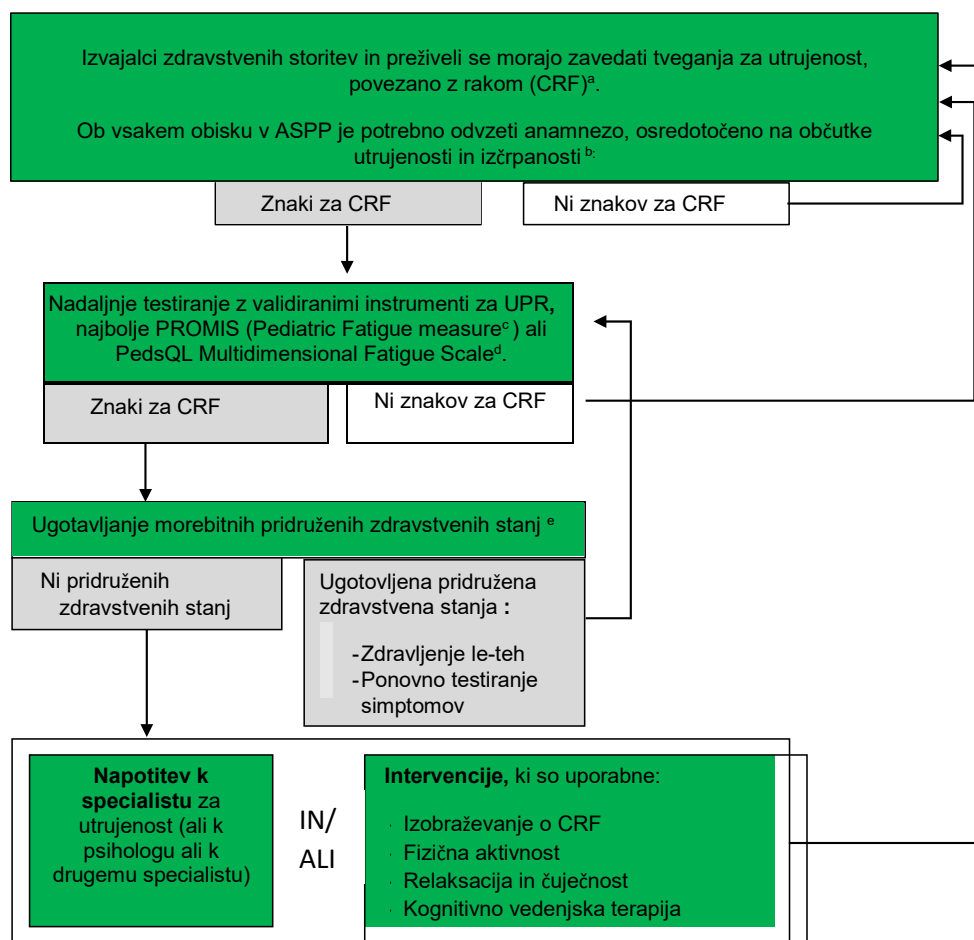 Izvajalci zdravstvenih storitev in preživeli se morajo zavedati tveganja za utrujenost,
povezano z rakom (CRF)ᵃ.
Ob vsakem obisku v ASPP je potrebno odvzeti anamnezo, osredotočeno na občutke
utrujenosti in izčrpanosti ᵇ:
Znaki za CRF
Ni znakov za CRF
Nadaljnje testiranje z validiranimi instrumenti za UPR,
najbolje PROMIS (Pediatric Fatigue measureᶜ ) ali
PedsQL Multidimensional Fatigue Scaleᵈ.
Znaki za CRF
Ni znakov za CRF
Ugotavljanje morebitnih pridruženih zdravstvenih stanj ᵉ
Ni pridruženih
zdravstvenih stanj
Ugotovljena pridružena
zdravstvena stanja :
-Zdravljenje le-teh
-Ponovno testiranje
simptomov
Napotitev k
specialistu za
utrujenost (ali k
psihologu ali k
drugemu specialistu)
IN/
ALI
Intervencije, ki so uporabne:
· Izobraževanje o CRF
· Fizična aktivnost
· Relaksacija in čuječnost
· Kognitivno vedenjska terapija